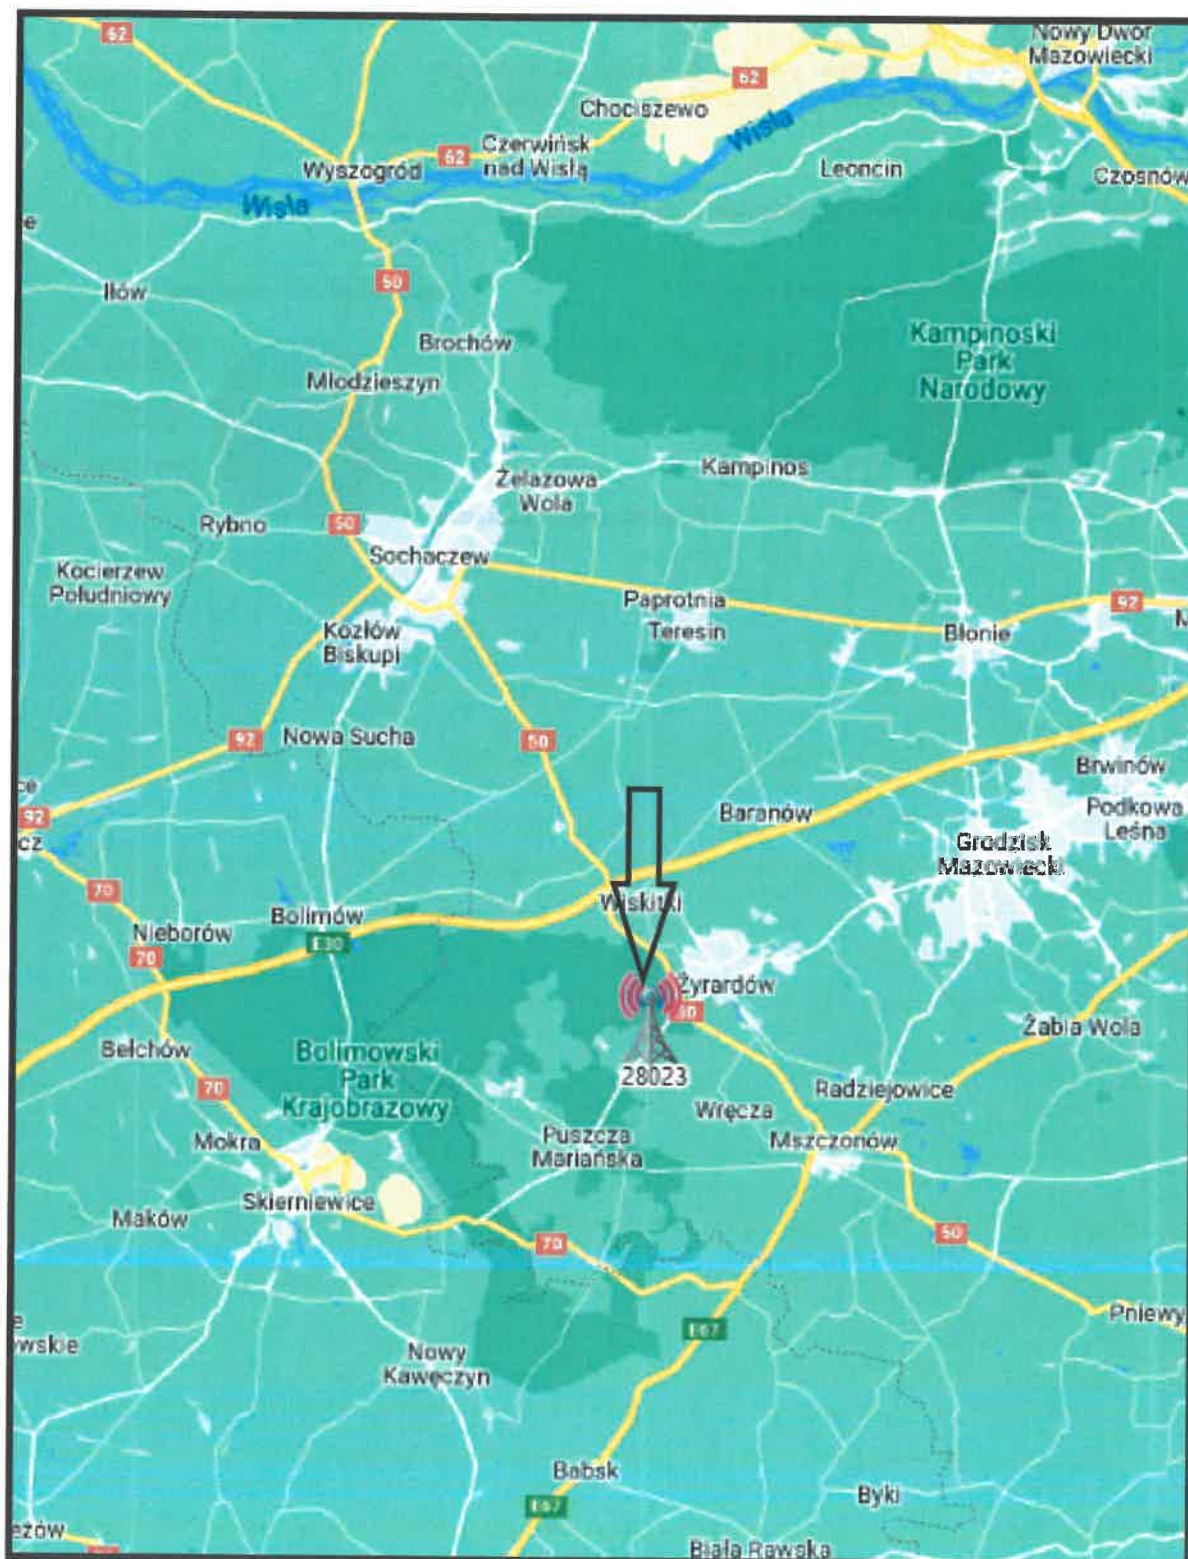 62
Nowy Dwór
Mazowiecki
62
Chociszewo
Wisła
Czerwińsk
nad Wisłą
62
Wyszogród
Leoncin
Czosnów
Wisła
50
Iłów
Brochów
Kampinoski
Park
Narodowy
Młodzieszyn
Kampinos
Żelazowa
Wola
Rybno
50
Sochaczew
Kocierzew
Południowy
Paprotnia
92
Teresin
Błonie
Kozłów
Biskupi
92
Nowa Sucha
50
Brwinów
92
Baranów
Podkowa
Leśna
Grodzisk
Mazowiecki
70
Wiskitki
Bolimów
Nieborów
E30
70
Żyrardów
50
Żabia Wola
Bełchów
Bolimowski
Park
Krajobrazowy
28023
70
Radziejowice
Wręcza
Mokra
Puszcza
Mariańska
Mszczonów
Skierniewice
Maków
70
50
Pniewy
E67
wskie
Nowy
Kawęczyn
Babsk
Byki
E67
Biała Rawska